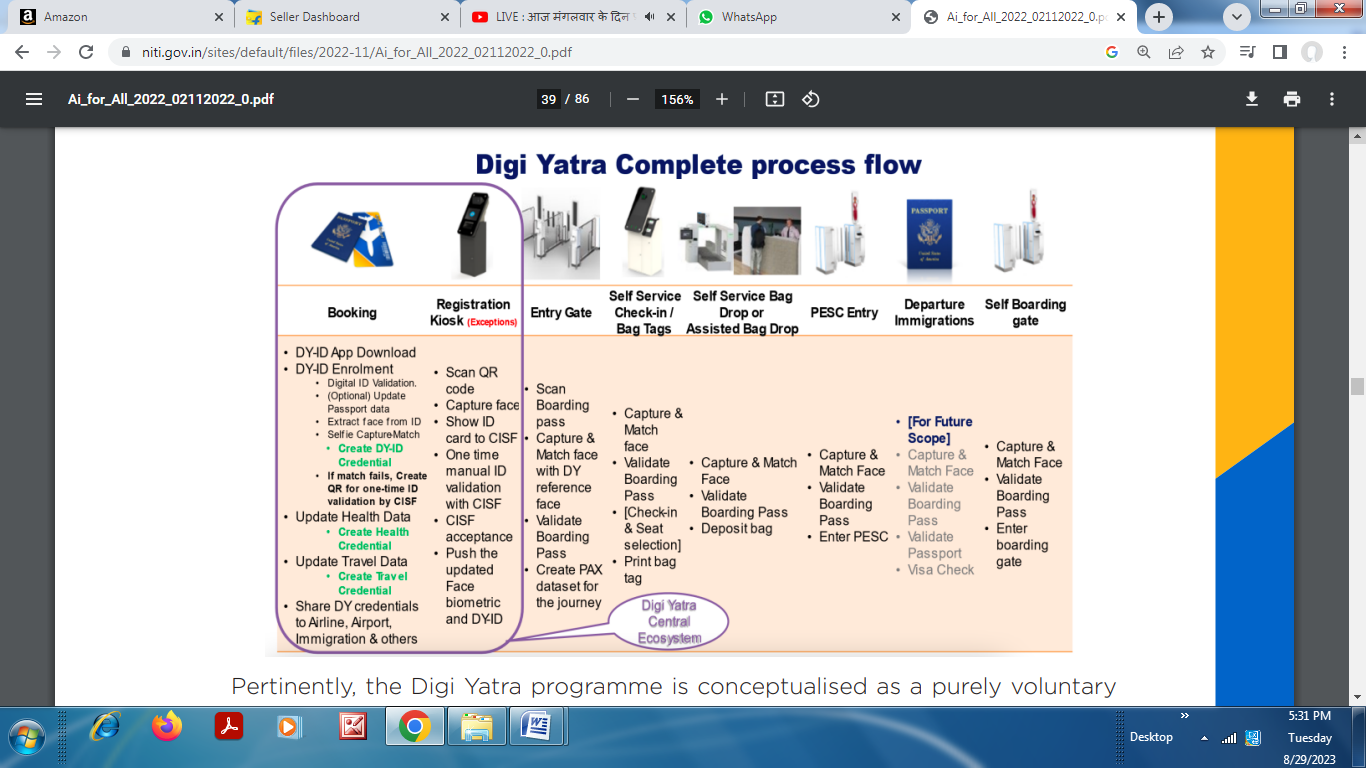 Amazon
Seller Dashboard
LIVE : आज मंगलवार के दिन
WhatsApp
Ai_for_All_2022_02112022_0.p
niti.gov.in/sites/default/files/2022-11/Ai_for_All_2022_02112022_0.pdf
Ai_for_All_2022_02112022_0.pdf
39 / 86
156%
Digi Yatra Complete process flow
PASSPORT
Booking
Registration
Kiosk (Exceptions)
Entry Gate
Self Service
Check-in /
Bag Tags
Self Service Bag
Drop or
Assisted Bag Drop
PESC Entry
Departure
Immigrations
Self Boarding
gate
• DY-ID App Download
• DY-ID Enrolment
• Digital ID Validation.
• (Optional) Update
Passport data
• Extract face from ID
• Selfie Capture-Match
• Create DY-ID
Credential
• If match fails, Create
QR for one-time ID
validation by CISF
• Update Health Data
• Create Health
Credential
• Update Travel Data
• Create Travel
Credential
• Share DY credentials
to Airline, Airport,
Immigration & others
• Scan QR
code
• Capture face
• Show ID
card to CISF
• One time
manual ID
validation
with CISF
• CISF
acceptance
• Push the
updated
Face
biometric
and DY-ID
• Scan
Boarding
pass
• Capture &
Match face
with DY
reference
face
• Validate
Boarding
Pass
• Create PAX
dataset for
the journey
• Capture &
Match
face
• Validate
Boarding
Pass
• [Check-in
& Seat
selection]
• Print bag
tag
• Capture & Match
Face
• Validate
Boarding Pass
• Deposit bag
• Capture &
Match Face
• Validate
Boarding
Pass
• Enter PESC
• [For Future
Scope]
• Capture &
Match Face
• Validate
Boarding
Pass
• Validate
Passport
• Visa Check
• Capture &
Match Face
• Validate
Boarding
Pass
• Enter
boarding
gate
Digi Yatra
Central
Ecosystem
Pertinently, the Digi Yatra programme is conceptualised as a purely voluntary
Desktop
5:31 PM
Tuesday
8/29/2023